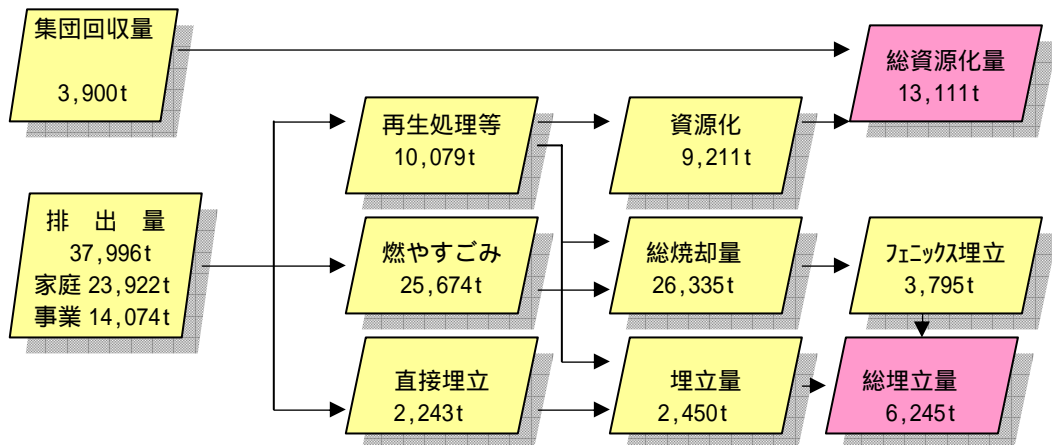 集団回収量
3,900t
総資源化量
13,111t
再生処理等
10,079t
資源化
9,211t
排 出 量
37,996t
家庭 23,922t
事業 14,074t
燃やすごみ
25,674t
総焼却量
26,335t
フェニックス埋立
3,795t
直接埋立
2,243t
埋立量
2,450t
総埋立量
6,245t